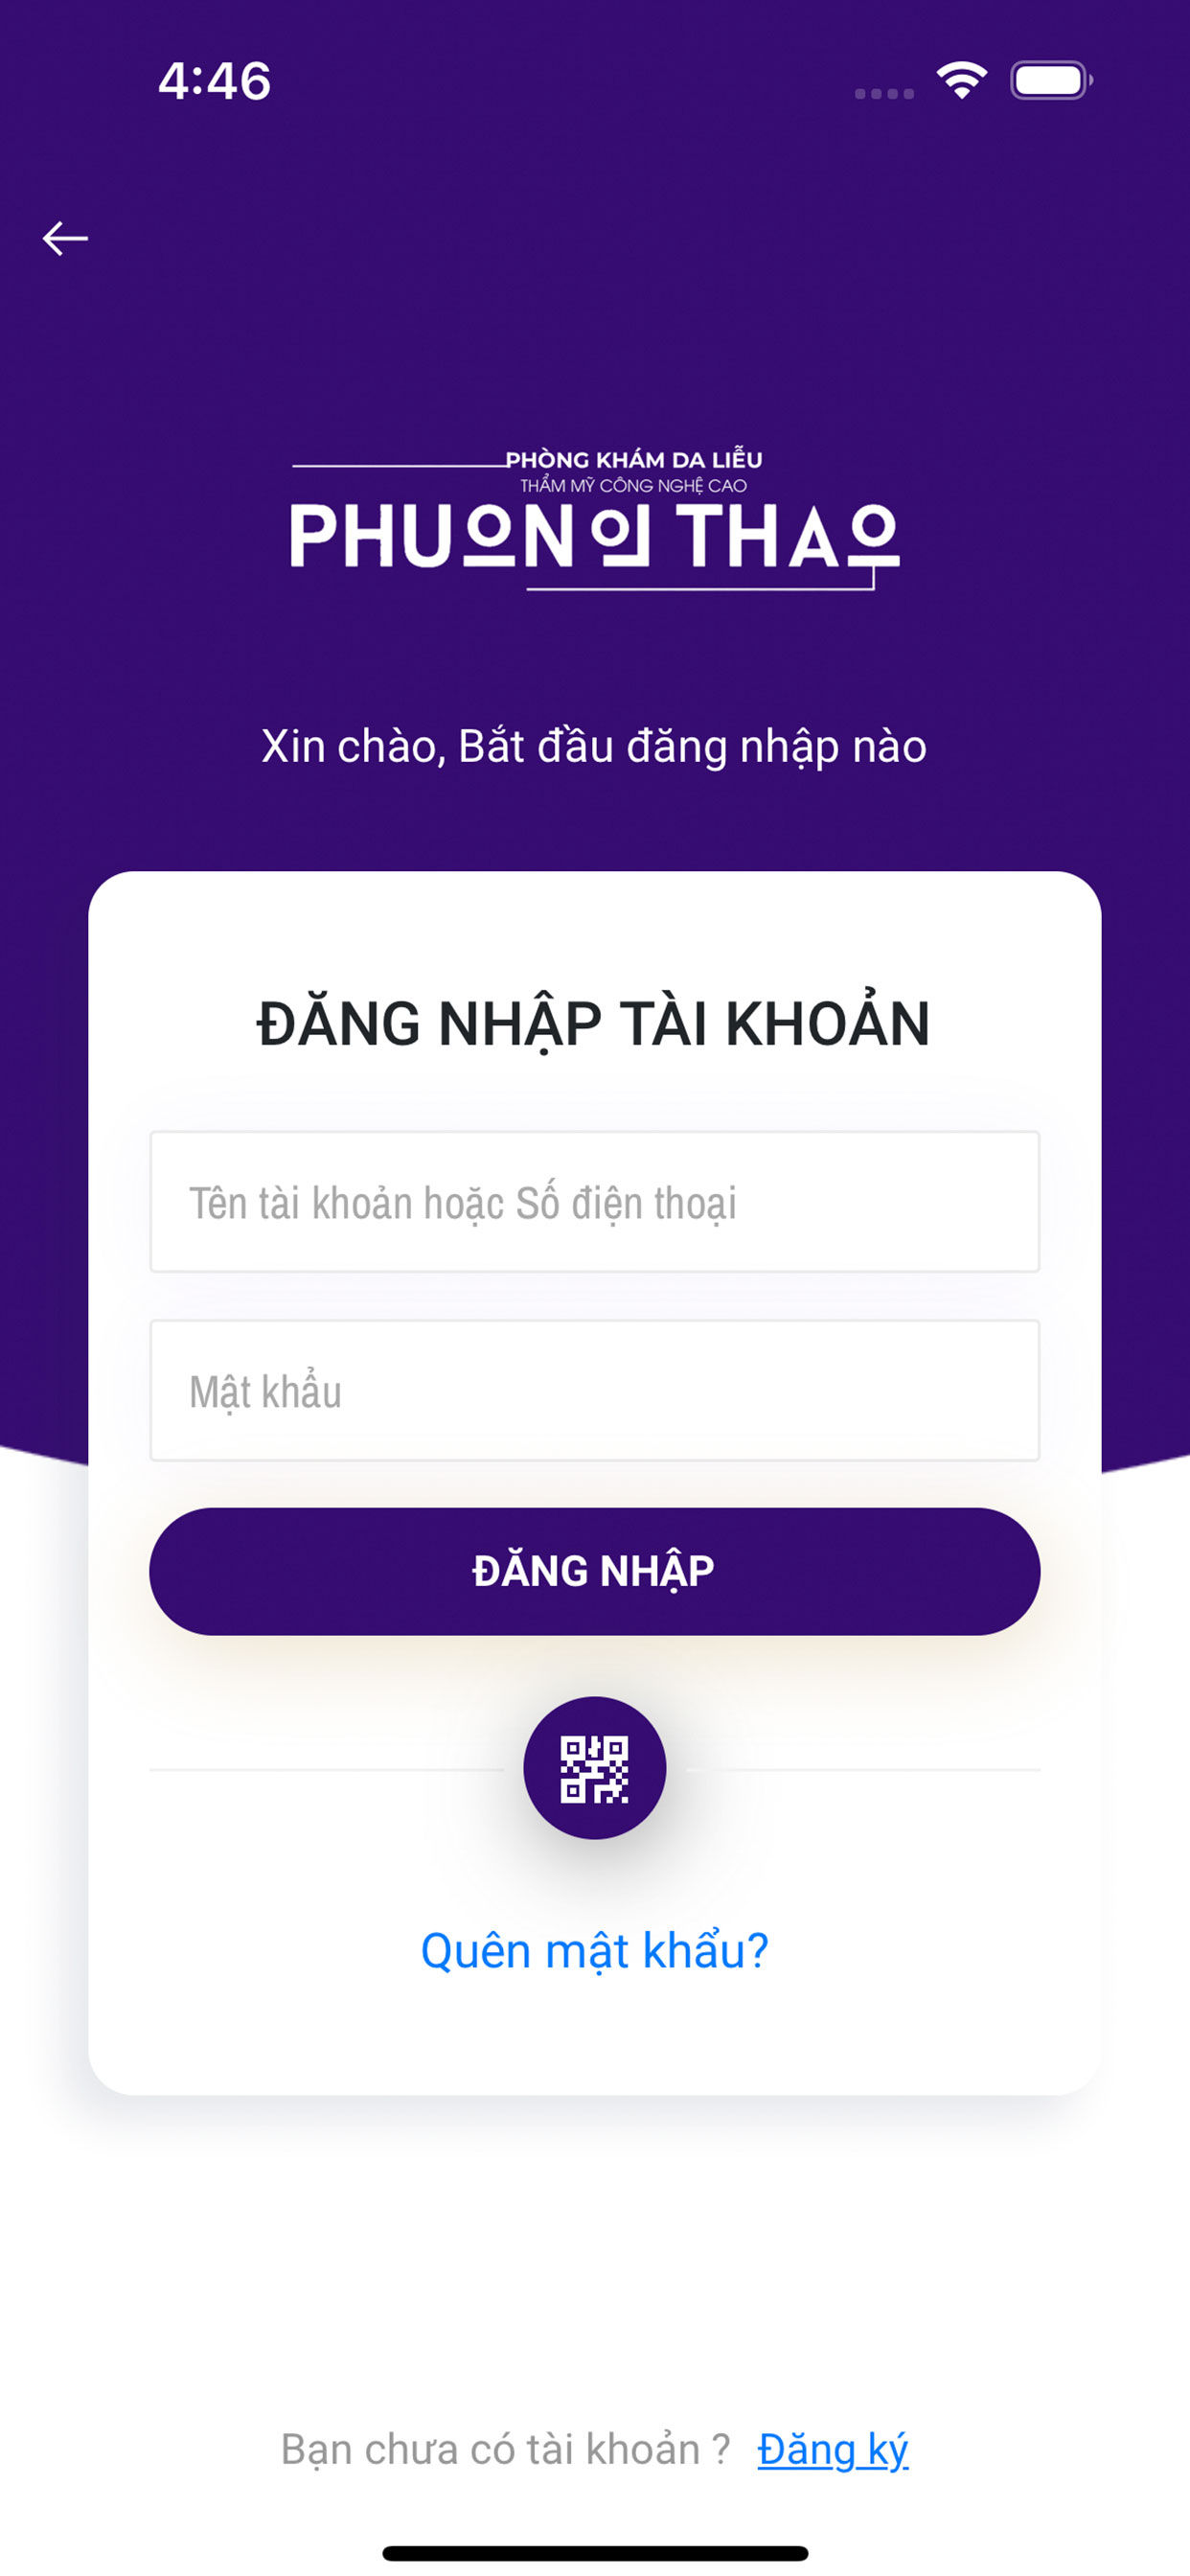 4:46
PHÒNG KHÁM DA LIỄU
THẨM MỸ CÔNG NGHỆ CAO
PHUONG THAO
Xin chào, Bắt đầu đăng nhập nào
ĐĂNG NHẬP TÀI KHOẢN
Tên tài khoản hoặc Số điện thoại
Mật khẩu
ĐĂNG NHẬP
Quên mật khẩu?
Bạn chưa có tài khoản ? Đăng ký